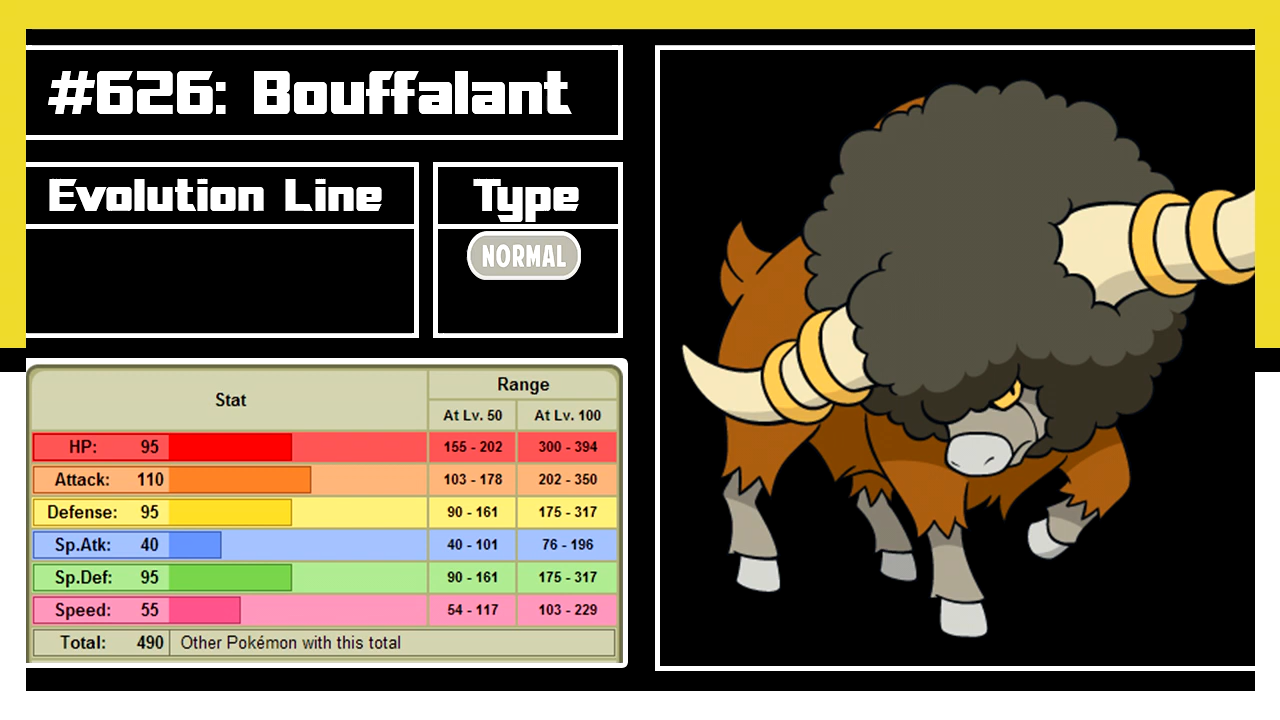 #626: Bouffalant
Evolution Line
Type
NORMAL
Stat
Range
At Lv. 50
At Lv. 100
HP: 95 155 - 202 300 - 394
Attack: 110 103 - 178 202 - 350
Defense: 95 90 - 161 175 - 317
Sp.Atk: 40 40 - 101 76 - 196
Sp.Def: 95 90 - 161 175 - 317
Speed: 55 54 - 117 103 - 229
Total: 490 Other Pokémon with this total